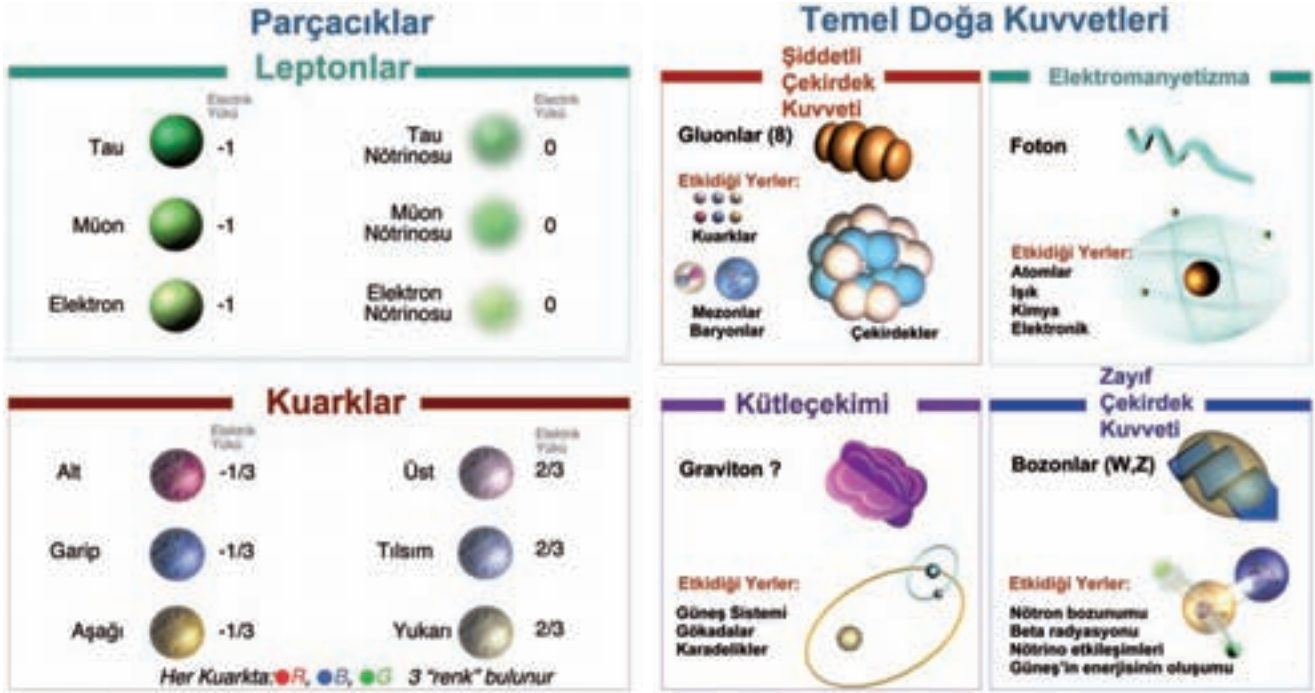 Parçacıklar
Leptonlar
Elektrik
Yükü
Elektrik
Yükü
Tau
-1
Tau
Nötrinosu
0
Müon
-1
Müon
Nötrinosu
0
Elektron
-1
Elektron
Nötrinosu
0
Kuarklar
Elektrik
Yükü
Elektrik
Yükü
Alt
-1/3
Üst
2/3
Garip
-1/3
Tılsım
2/3
Aşağı
-1/3
Yukarı
2/3
Her Kuarkta: R, B, G 3 "renk" bulunur
Temel Doğa Kuvvetleri
Şiddetli
Çekirdek
Kuvveti
Gluonlar (8)
Etkidiği Yerler:
Kuarklar
Mezonlar
Baryonlar
Çekirdekler
Elektromanyetizma
Foton
Etkidiği Yerler:
Atomlar
Işık
Kimya
Elektronik
Kütleçekimi
Graviton ?
Etkidiği Yerler:
Güneş Sistemi
Gökadalar
Karadelikler
Zayıf
Çekirdek
Kuvveti
Bozonlar (W,Z)
Etkidiği Yerler:
Nötron bozunumu
Beta radyasyonu
Nötrino etkileşimleri
Güneş'in enerjisinin oluşumu